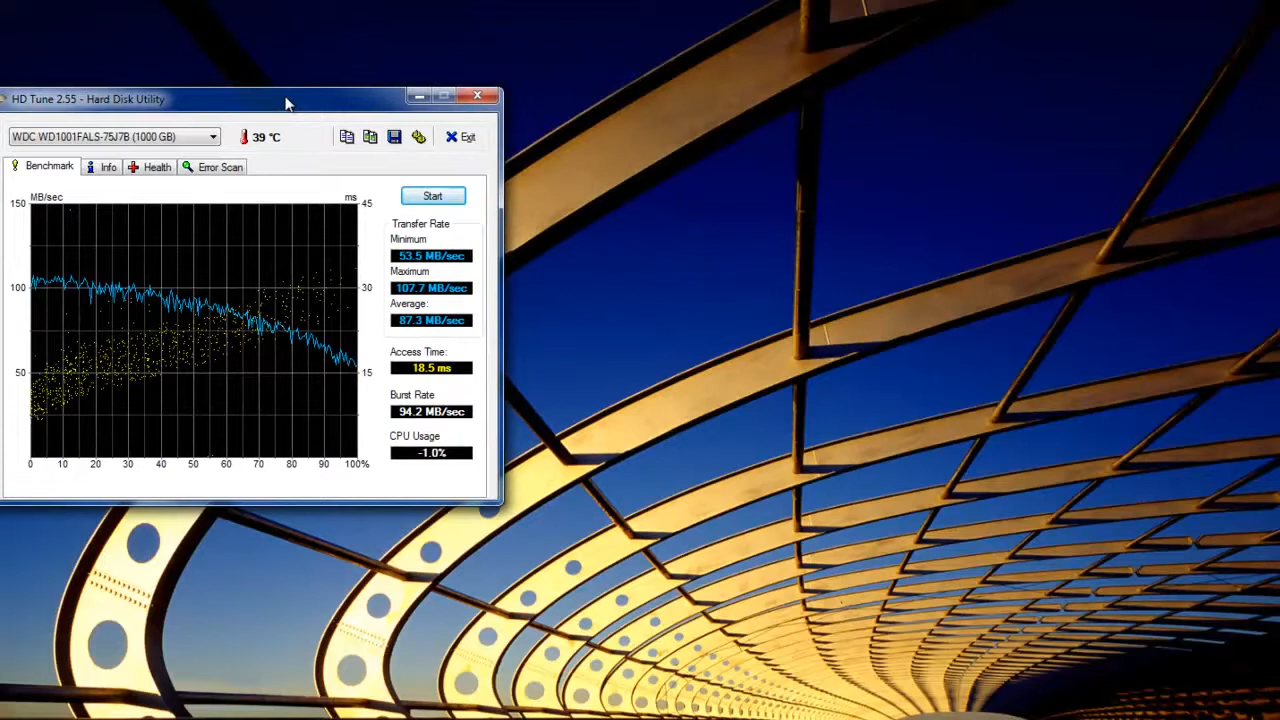 HD Tune 2.55 - Hard Disk Utility
WDC WD1001FALS-75J7B (1000 GB)
39 °C
Exit
Benchmark
Info
Health
Error Scan
MB/sec
ms
150
100
50
45
30
15
0 10 20 30 40 50 60 70 80 90 100%
Start
Transfer Rate
Minimum
53.5 MB/sec
Maximum
107.7 MB/sec
Average:
87.3 MB/sec
Access Time:
18.5 ms
Burst Rate
94.2 MB/sec
CPU Usage
-1.0%